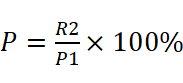 P = R2/P1 × 100%